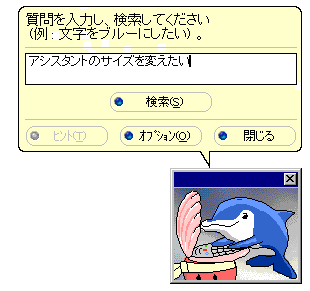 質問を入力し、検索してください
（例：文字をブルーにしたい）。
アシスタントのサイズを変えたい
検索(S)
ヒント(T)
オプション(O)
閉じる